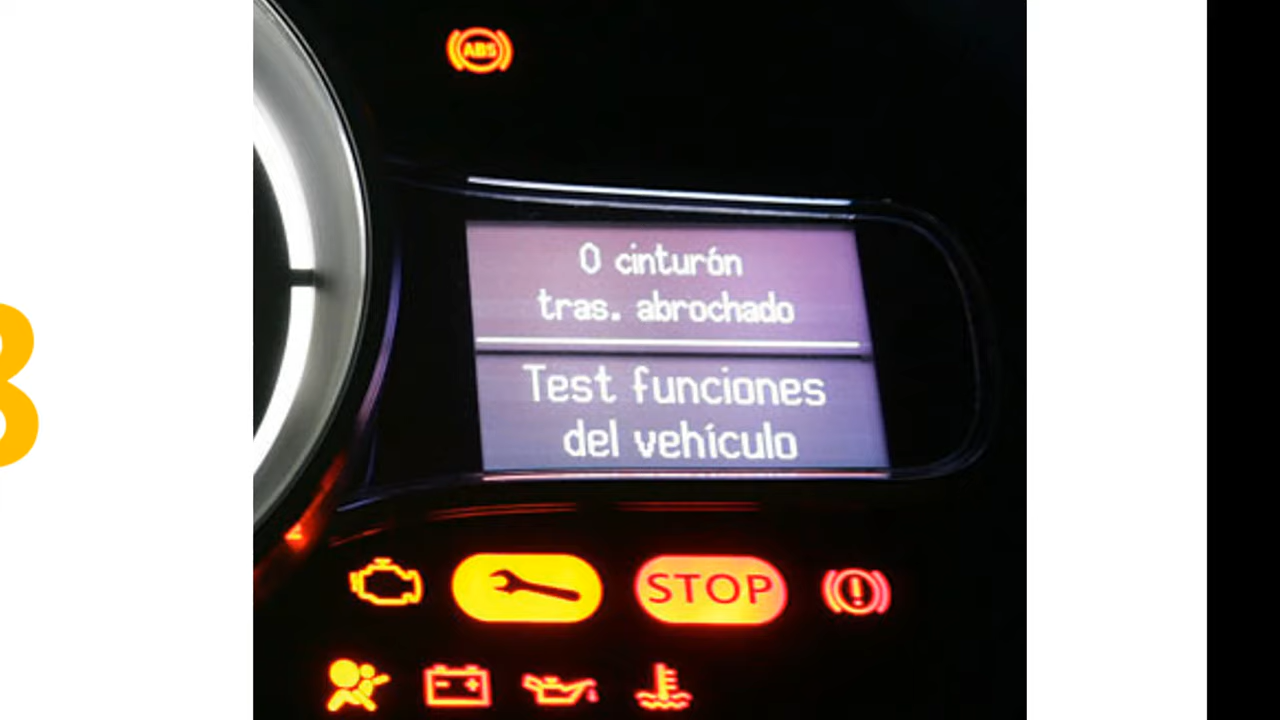 ABS
0 cinturón
tras. abrochado
Test funciones
del vehículo
STOP